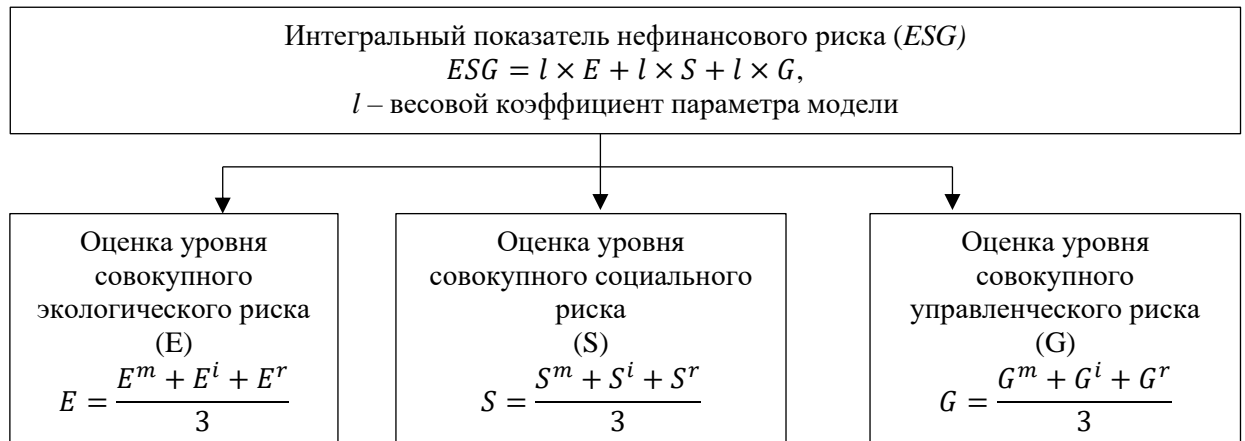 Интегральный показатель нефинансового риска (ESG)
ESG = l × E + l × S + l × G,
l – весовой коэффициент параметра модели
Оценка уровня
совокупного
экологического риска
(E)
E = (E^m + E^i + E^r) / 3
Оценка уровня
совокупного социального
риска
(S)
S = (S^m + S^i + S^r) / 3
Оценка уровня
совокупного
управленческого риска
(G)
G = (G^m + G^i + G^r) / 3